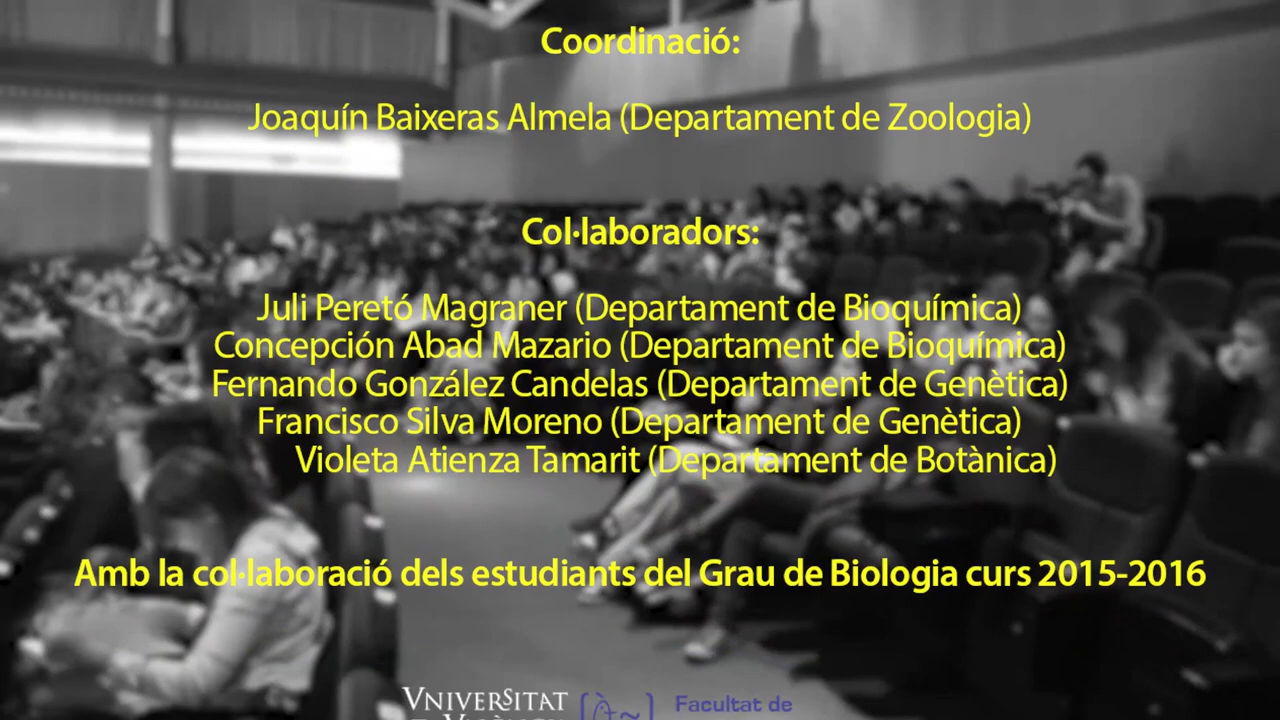 Coordinació:
Joaquín Baixeras Almela (Departament de Zoologia)
Col·laboradors:
Juli Peretó Magraner (Departament de Bioquímica)
Concepción Abad Mazario (Departament de Bioquímica)
Fernando González Candelas (Departament de Genètica)
Francisco Silva Moreno (Departament de Genètica)
Violeta Atienza Tamarit (Departament de Botànica)
Amb la col·laboració dels estudiants del Grau de Biologia curs 2015-2016
VNIVERSITAT
Facultat de